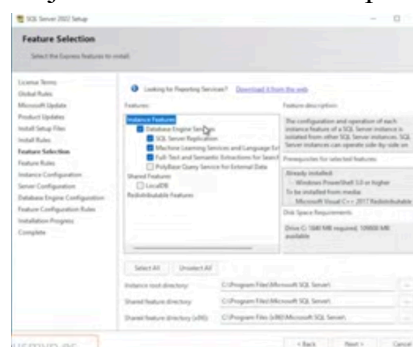 SQL Server 2022 Setup
Feature Selection
Select the Express features to install.
License Terms
Global Rules
Microsoft Update
Product Updates
Install Setup Files
Install Rules
Feature Selection
Feature Rules
Instance Configuration
Server Configuration
Database Engine Configuration
Feature Configuration Rules
Installation Progress
Complete
Looking for Reporting Services? Download it from the web
Features:
Instance Features
Database Engine Services
SQL Server Replication
Machine Learning Services and Language Ext
Full-Text and Semantic Extractions for Search
PolyBase Query Service for External Data
Shared Features
LocalDB
Redistributable Features
Feature description:
The configuration and operation of each
instance feature of a SQL Server instance is
isolated from other SQL Server instances. SQL
Server instances can operate side-by-side on
Prerequisites for selected features:
Already installed:
Windows PowerShell 3.0 or higher
To be installed from media:
Microsoft Visual C++ 2017 Redistributable
Disk Space Requirements
Drive C: 1840 MB required,
available
Select All Unselect All
Instance root directory: C:\Program Files\Microsoft SQL Server\
Shared feature directory: C:\Program Files\Microsoft SQL Server\
Shared feature directory (x86): C:\Program Files (x86)\Microsoft SQL Server\
< Back Next > Cancel